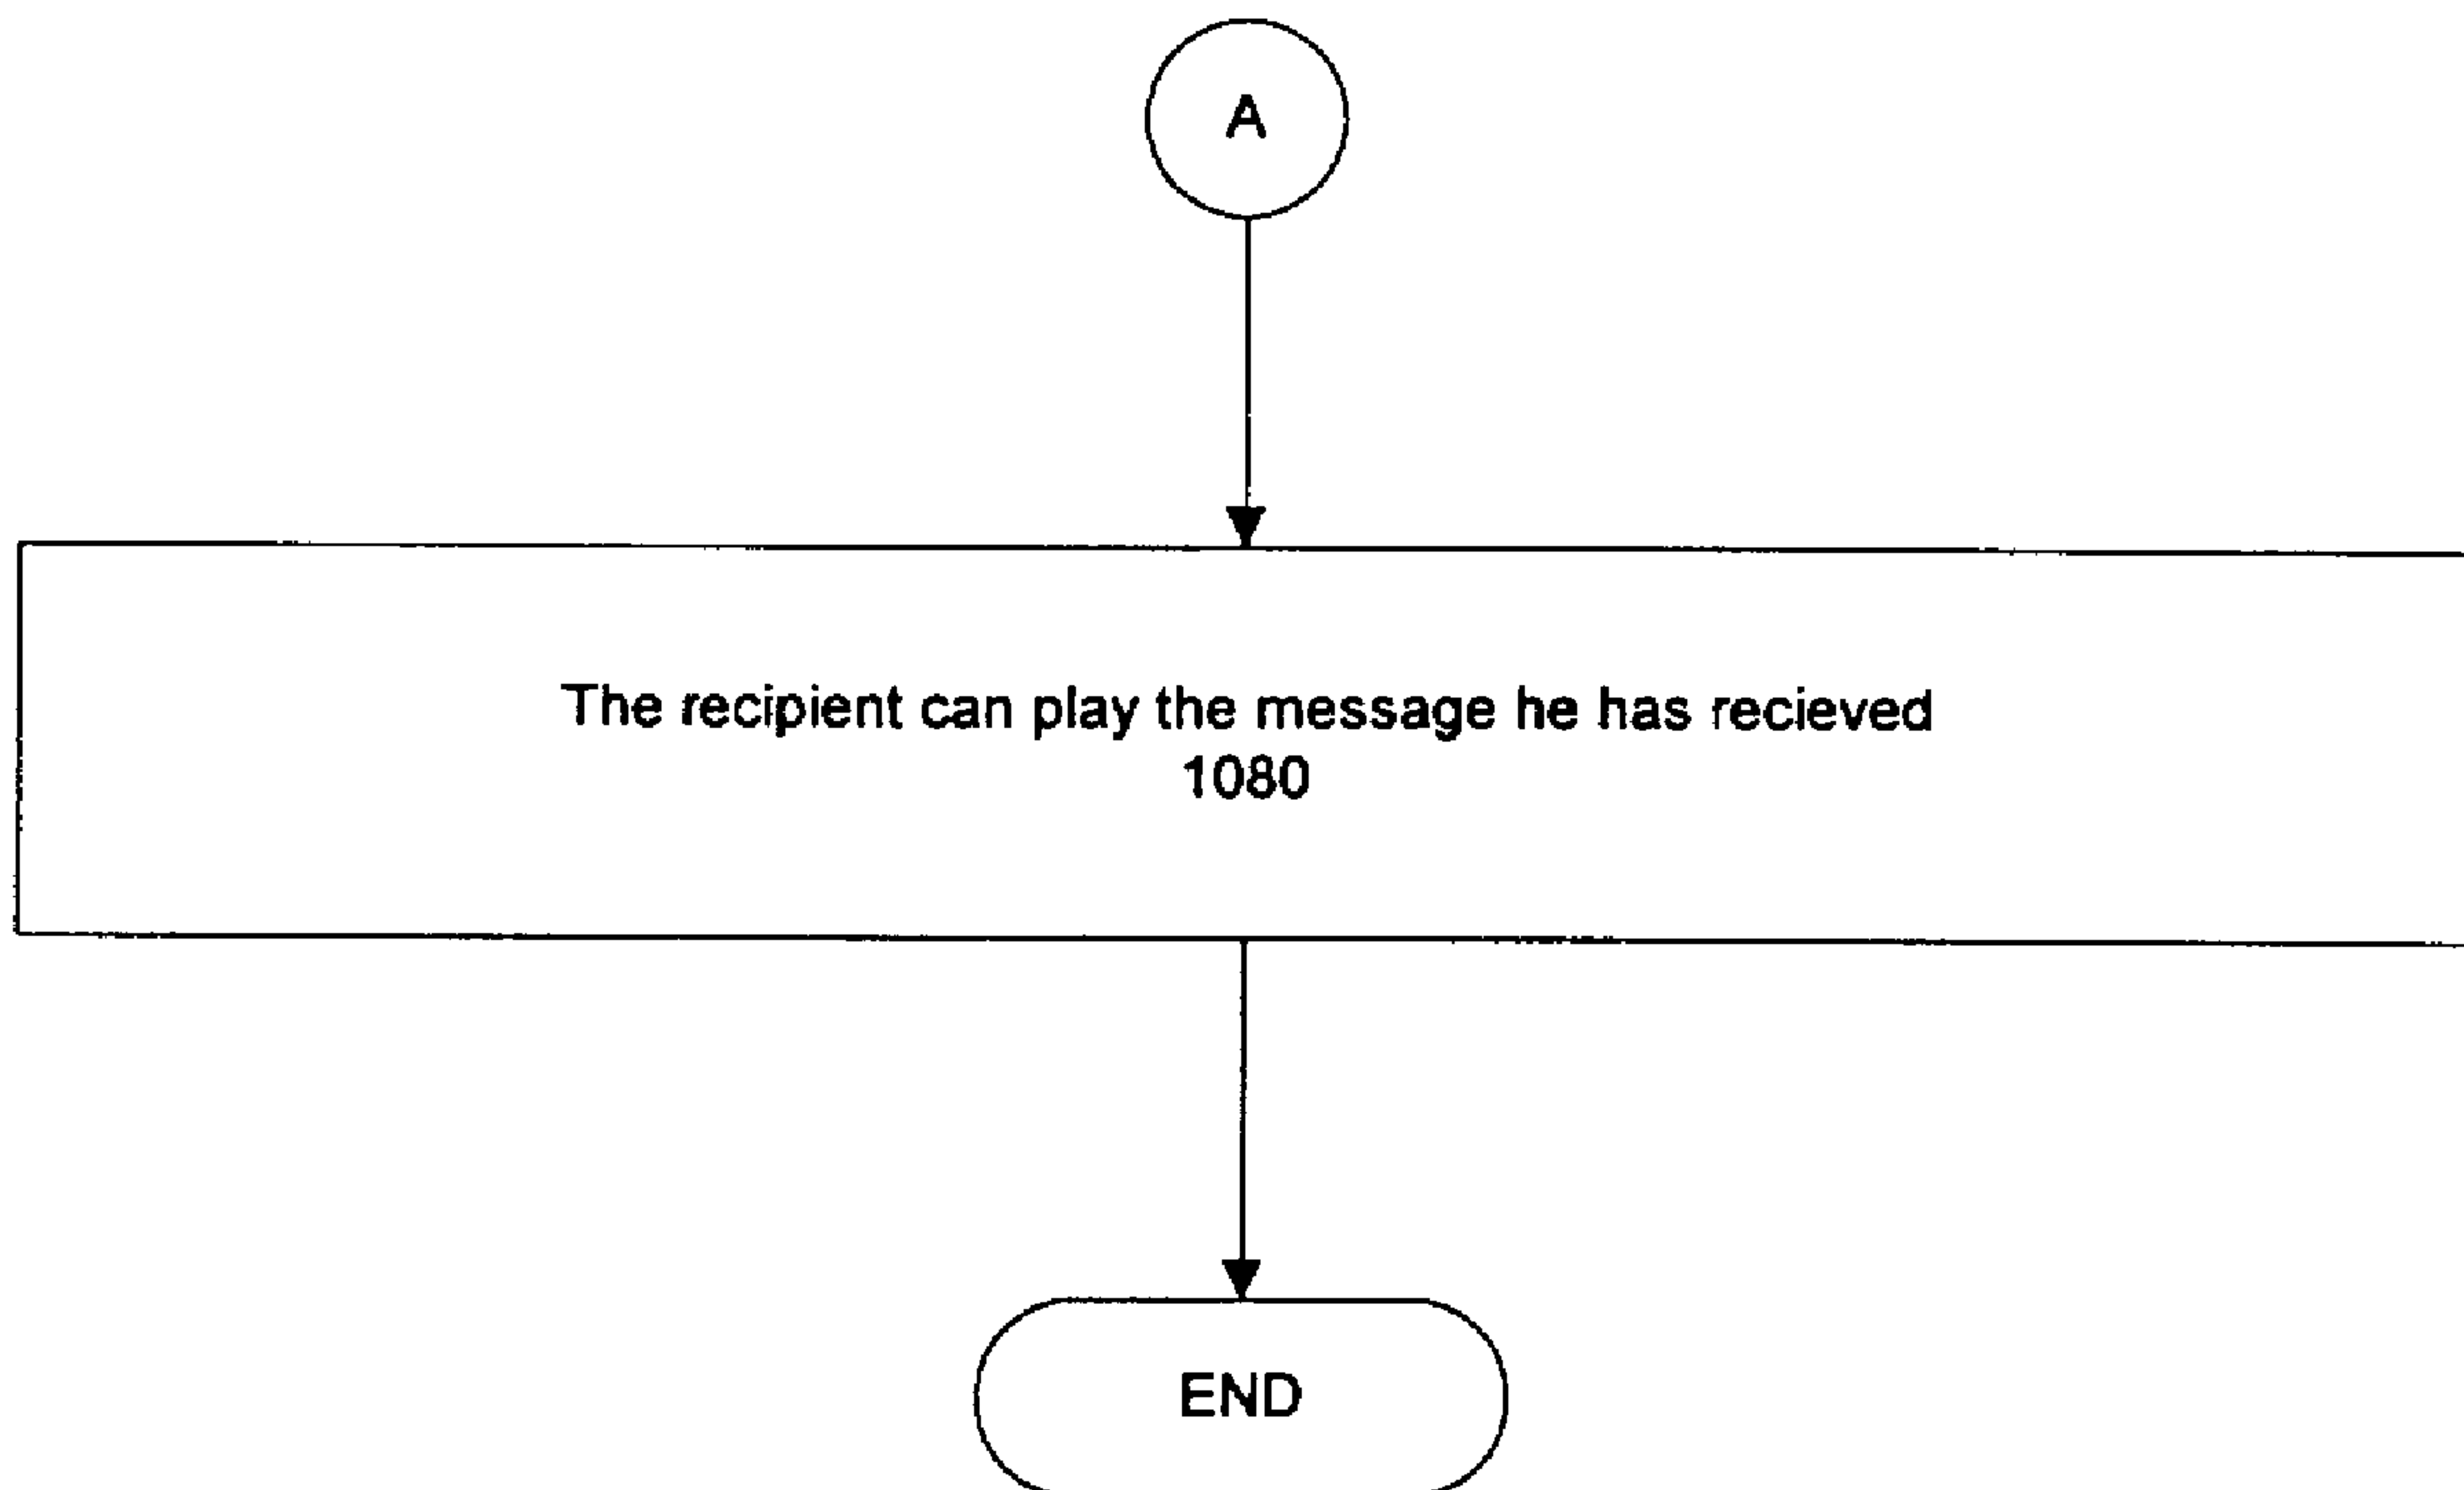 A
The recipient can play the message he has recieved
1080
END